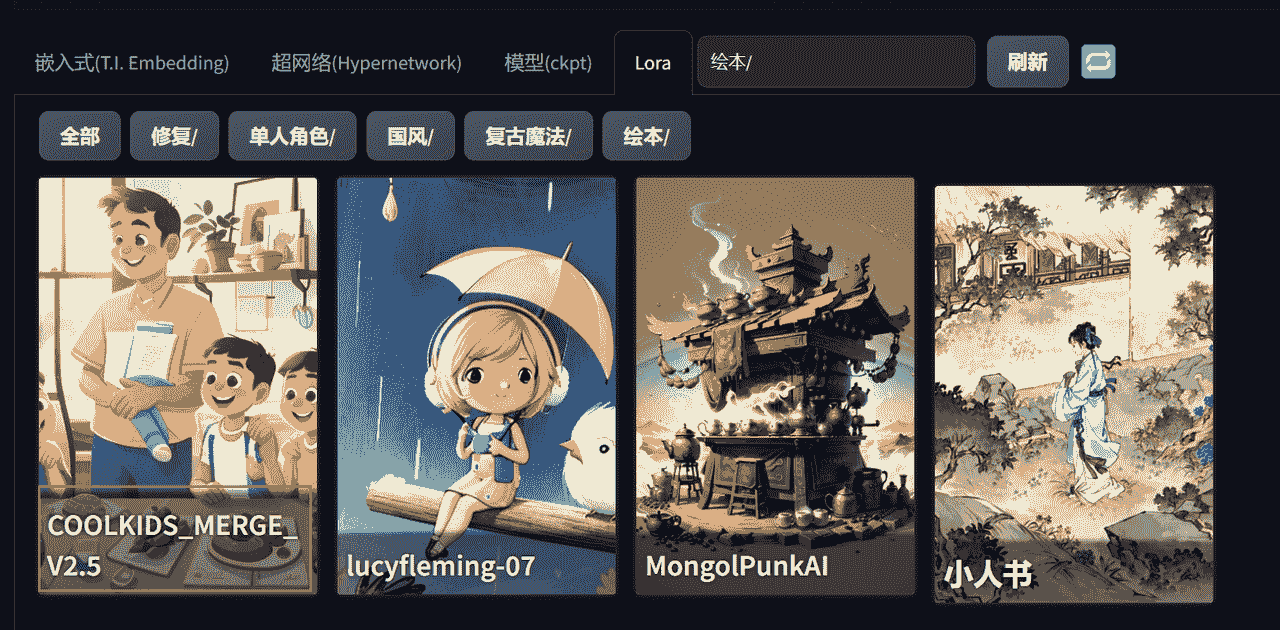 嵌入式(T.I. Embedding) 超网络(Hypernetwork) 模型(ckpt) Lora 绘本/ 刷新
全部 修复/ 单人角色/ 国风/ 复古魔法/ 绘本/
COOLKIDS_MERGE_
V2.5
lucyfleming-07
MongolPunkAI
小人书